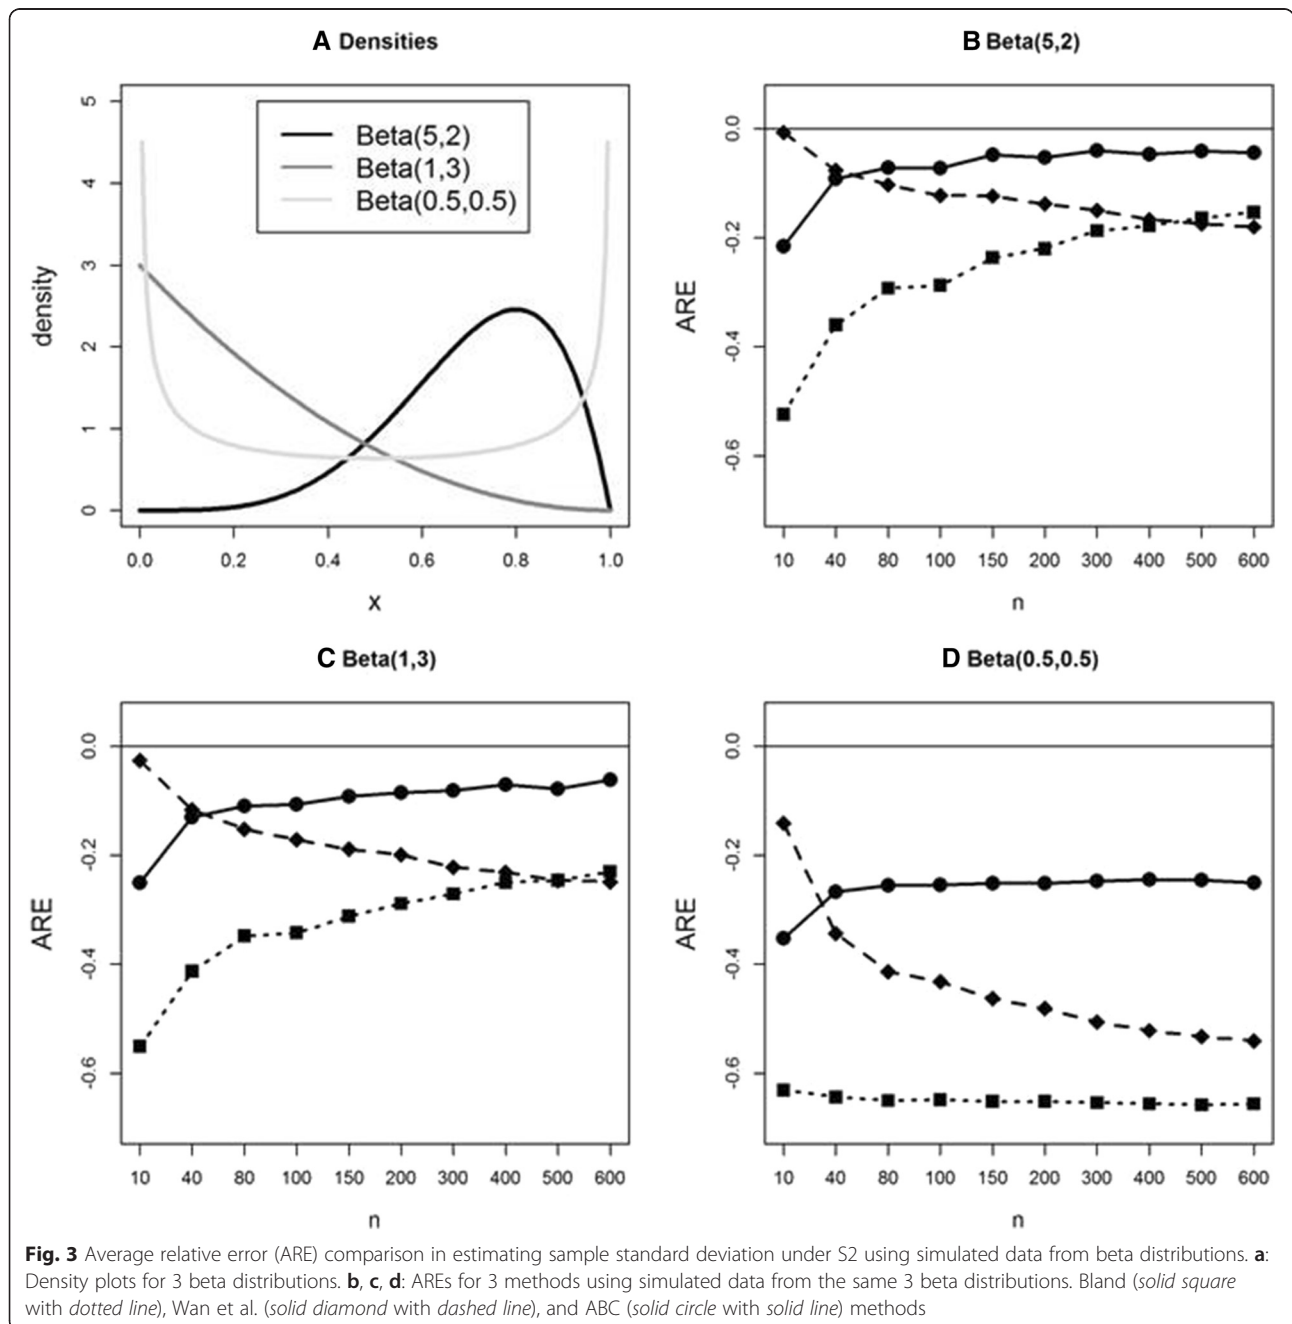 A Densities
5
4
3
2
1
0
density
Beta(5,2)
Beta(1,3)
Beta(0.5,0.5)
0.0 0.2 0.4 0.6 0.8 1.0
x
B Beta(5,2)
0.0
-0.2
-0.4
-0.6
ARE
10 40 80 100 150 200 300 400 500 600
n
C Beta(1,3)
0.0
-0.2
-0.4
-0.6
ARE
10 40 80 100 150 200 300 400 500 600
n
D Beta(0.5,0.5)
0.0
-0.2
-0.4
-0.6
ARE
10 40 80 100 150 200 300 400 500 600
n
Fig. 3 Average relative error (ARE) comparison in estimating sample standard deviation under S2 using simulated data from beta distributions. a:
Density plots for 3 beta distributions. b, c, d: AREs for 3 methods using simulated data from the same 3 beta distributions. Bland (solid square
with dotted line), Wan et al. (solid diamond with dashed line), and ABC (solid circle with solid line) methods